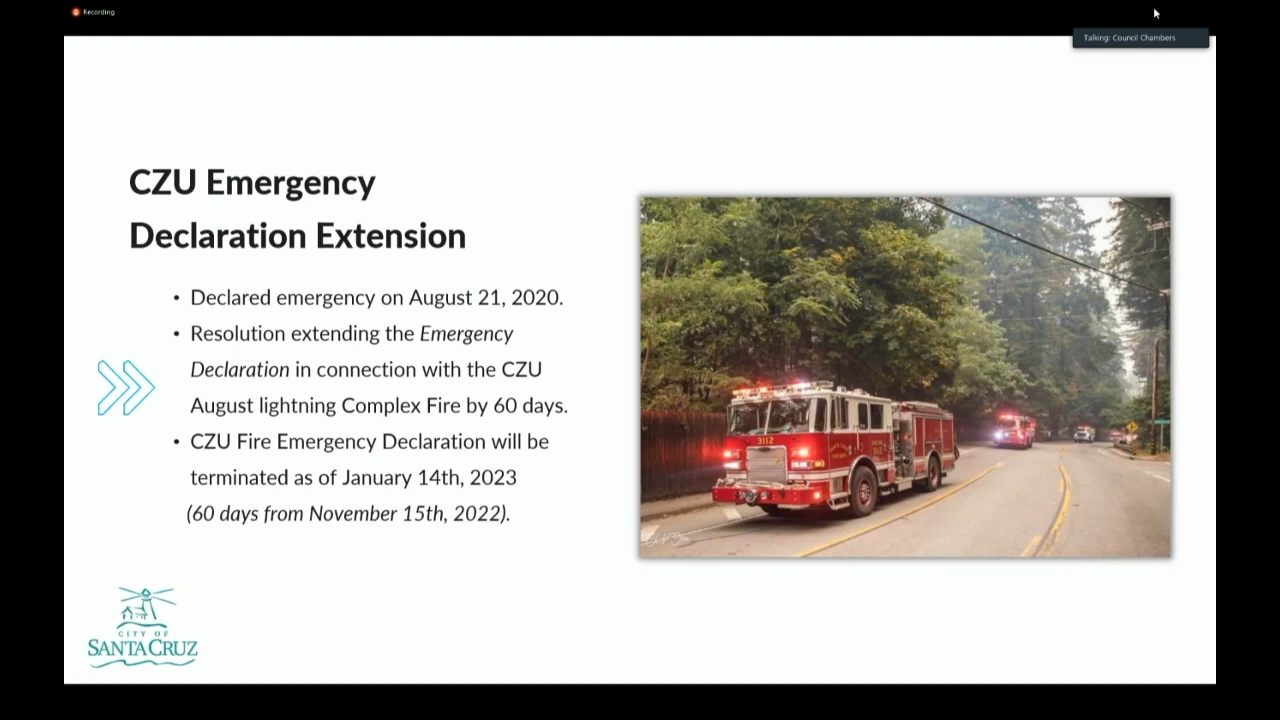 Recording
Talking: Council Chambers
CZU Emergency
Declaration Extension
• Declared emergency on August 21, 2020.
• Resolution extending the Emergency
Declaration in connection with the CZU
August lightning Complex Fire by 60 days.
• CZU Fire Emergency Declaration will be
terminated as of January 14th, 2023
(60 days from November 15th, 2022).
3112
3112
CITY OF
SANTA CRUZ